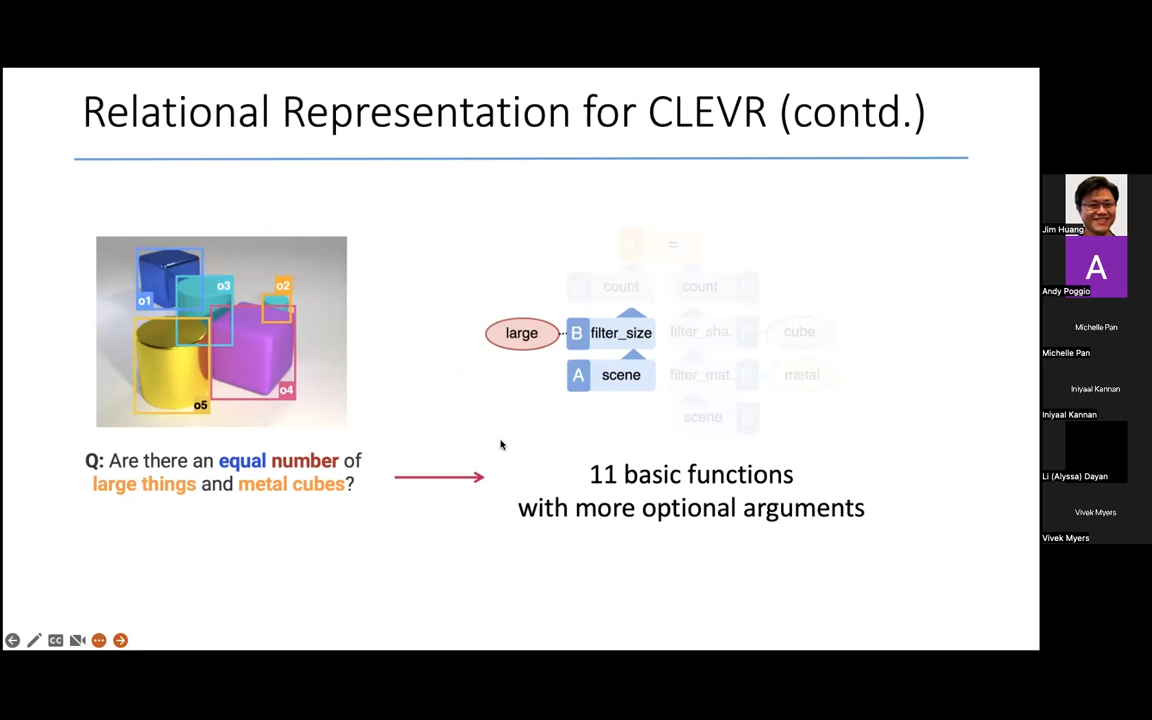 Relational Representation for CLEVR (contd.)
o1
o3
o2
o4
o5
Q: Are there an equal number of
large things and metal cubes?
=
count
count
large
B
filter_size
filter_sha.
F
cube
A
scene
filter_mat.
E
metal
scene
11 basic functions
with more optional arguments
CC
Jim Huang
A
Andy Poggio
Michelle Pan
Michelle Pan
Iniyaal Kannan
Iniyaal Kannan
Li (Alyssa) Dayan
Vivek Myers
Vivek Myers